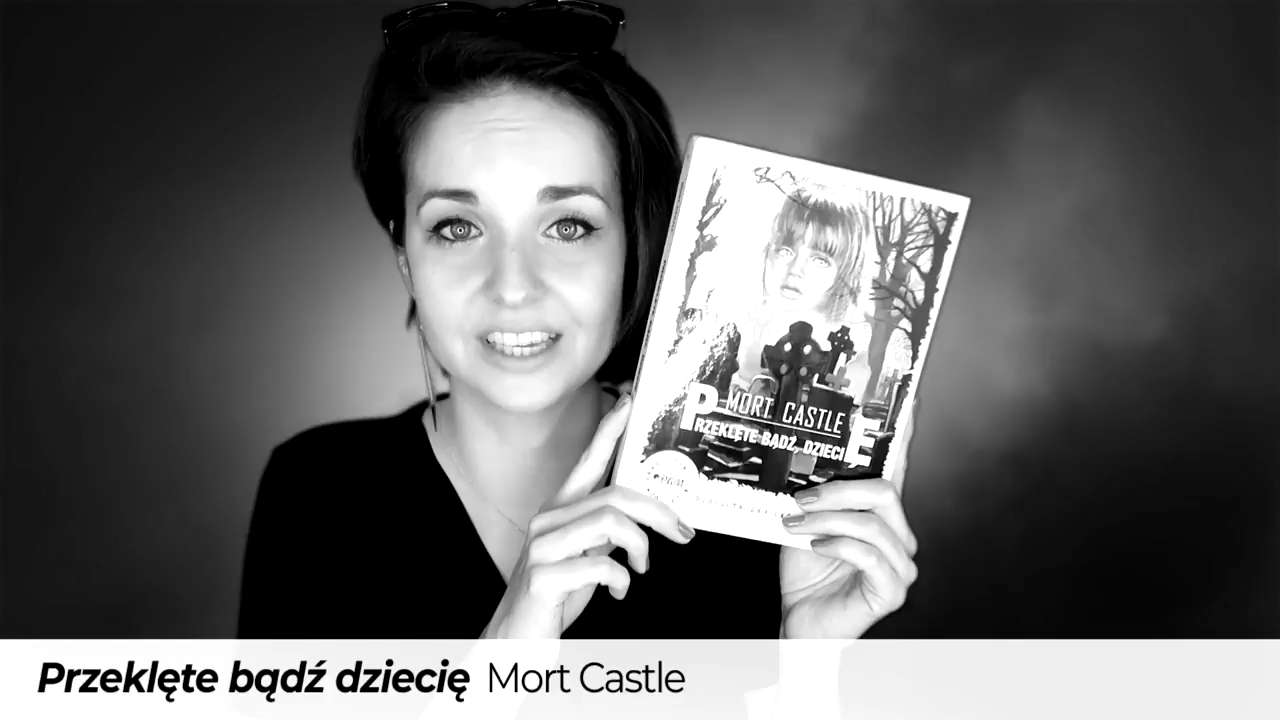 MORT CASTLE
PRZEKLĘTE BĄDŹ, DZIECIĘ
Przeklęte bądź dziecię Mort Castle